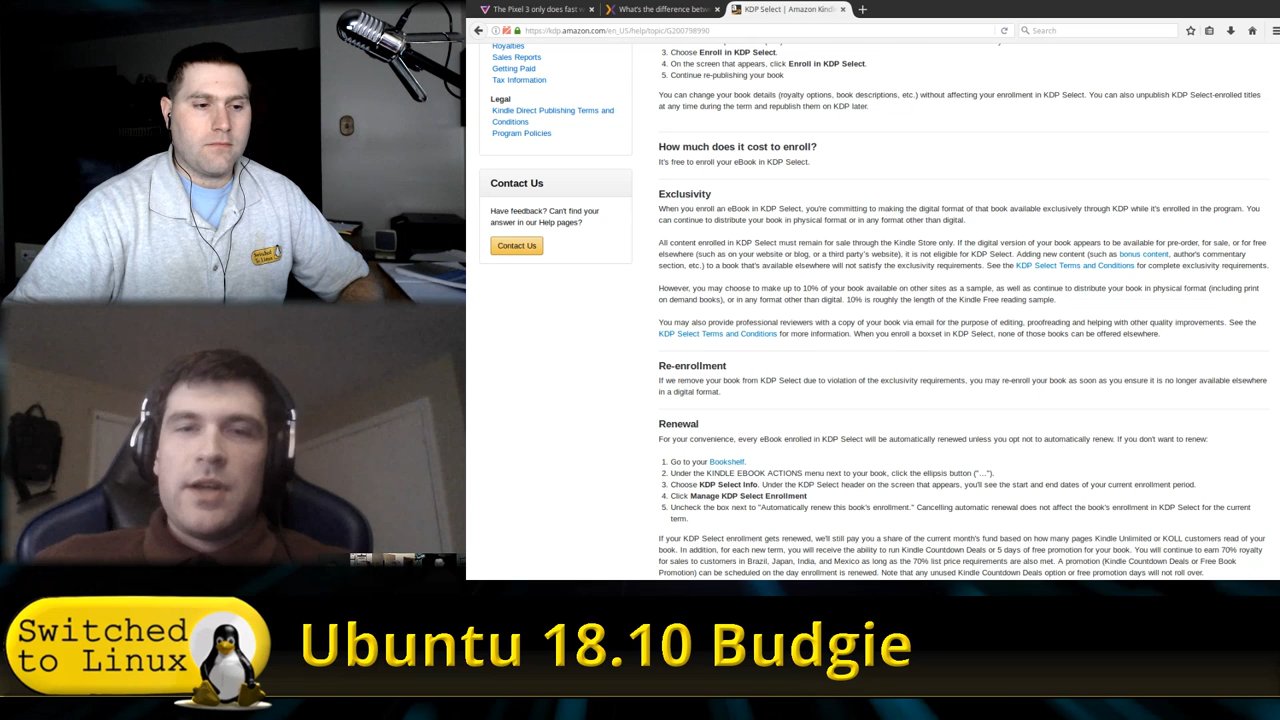 The Pixel 3 only does fast w
What's the difference betw
KDP Select | Amazon Kindl
https://kdp.amazon.com/en_US/help/topic/G200798990
Search
Royalties
Sales Reports
Getting Paid
Tax Information
Legal
Kindle Direct Publishing Terms and
Conditions
Program Policies
Contact Us
Have feedback? Can't find your
answer in our Help pages?
Contact Us
3. Choose Enroll in KDP Select.
4. On the screen that appears, click Enroll in KDP Select.
5. Continue re-publishing your book
You can change your book details (royalty options, book descriptions, etc.) without affecting your enrollment in KDP Select. You can also unpublish KDP Select-enrolled titles
at any time during the term and republish them on KDP later.
How much does it cost to enroll?
It's free to enroll your eBook in KDP Select.
Exclusivity
When you enroll an eBook in KDP Select, you're committing to making the digital format of that book available exclusively through KDP while it's enrolled in the program. You
can continue to distribute your book in physical format or in any format other than digital.
All content enrolled in KDP Select must remain for sale through the Kindle Store only. If the digital version of your book appears to be available for pre-order, for sale, or for free
elsewhere (such as on your website or blog, or a third party's website), it is not eligible for KDP Select. Adding new content (such as bonus content, author's commentary
section, etc.) to a book that's available elsewhere will not satisfy the exclusivity requirements. See the KDP Select Terms and Conditions for complete exclusivity requirements.
However, you may choose to make up to 10% of your book available on other sites as a sample, as well as continue to distribute your book in physical format (including print
on demand books), or in any format other than digital. 10% is roughly the length of the Kindle Free reading sample.
You may also provide professional reviewers with a copy of your book via email for the purpose of editing, proofreading and helping with other quality improvements. See the
KDP Select Terms and Conditions for more information. When you enroll a boxset in KDP Select, none of those books can be offered elsewhere.
Re-enrollment
If we remove your book from KDP Select due to violation of the exclusivity requirements, you may re-enroll your book as soon as you ensure it is no longer available elsewhere
in a digital format.
Renewal
For your convenience, every eBook enrolled in KDP Select will be automatically renewed unless you opt not to automatically renew. If you don't want to renew:
1. Go to your Bookshelf.
2. Under the KINDLE EBOOK ACTIONS menu next to your book, click the ellipsis button ("...").
3. Choose KDP Select Info. Under the KDP Select header on the screen that appears, you'll see the start and end dates of your current enrollment period.
4. Click Manage KDP Select Enrollment
5. Uncheck the box next to "Automatically renew this book's enrollment." Cancelling automatic renewal does not affect the book's enrollment in KDP Select for the current
term.
If your KDP Select enrollment gets renewed, we'll still pay you a share of the current month's fund based on how many pages Kindle Unlimited or KOLL customers read of your
book. In addition, for each new term, you will receive the ability to run Kindle Countdown Deals or 5 days of free promotion for your book. You will continue to earn 70% royalty
for sales to customers in Brazil, Japan, India, and Mexico as long as the 70% list price requirements are also met. A promotion (Kindle Countdown Deals or Free Book
Promotion) can be scheduled on the day enrollment is renewed. Note that any unused Kindle Countdown Deals option or free promotion days will not roll over.
Switched
to Linux
Switched
to Linux
Ubuntu 18.10 Budgie